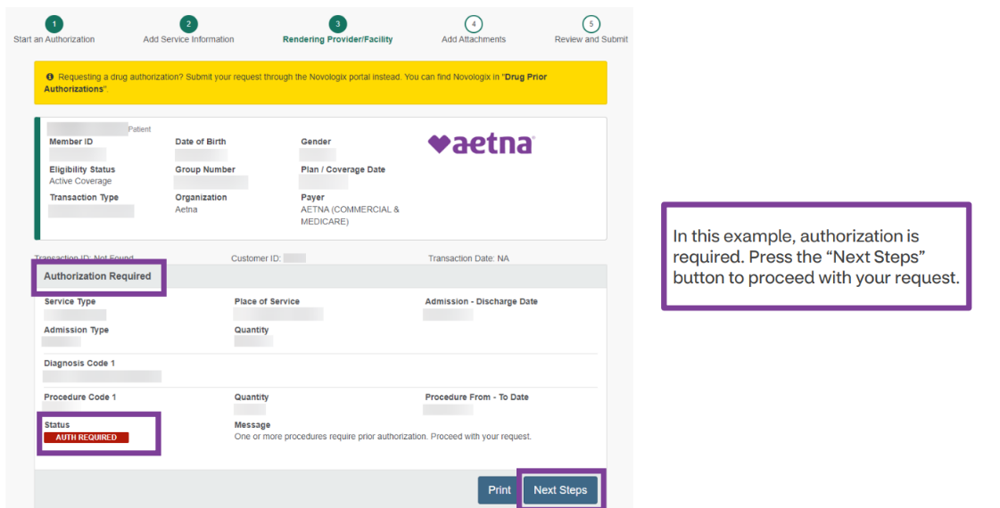 1 2 3 4 5
Start an Authorization Add Service Information Rendering Provider/Facility Add Attachments Review and Submit
Requesting a drug authorization? Submit your request through the Novologix portal instead. You can find Novologix in "Drug Prior
Authorizations".
Patient
aetna
Member ID Date of Birth Gender
Eligibility Status Group Number Plan / Coverage Date
Active Coverage
Transaction Type Organization Payer
Aetna AETNA (COMMERCIAL &
MEDICARE)
Transaction ID: Not Found Customer ID: Transaction Date: NA
Authorization Required
Service Type Place of Service Admission - Discharge Date
Admission Type Quantity
Diagnosis Code 1
Procedure Code 1 Quantity Procedure From - To Date
Status Message
AUTH REQUIRED One or more procedures require prior authorization. Proceed with your request.
Print Next Steps
In this example, authorization is
required. Press the “Next Steps”
button to proceed with your request.